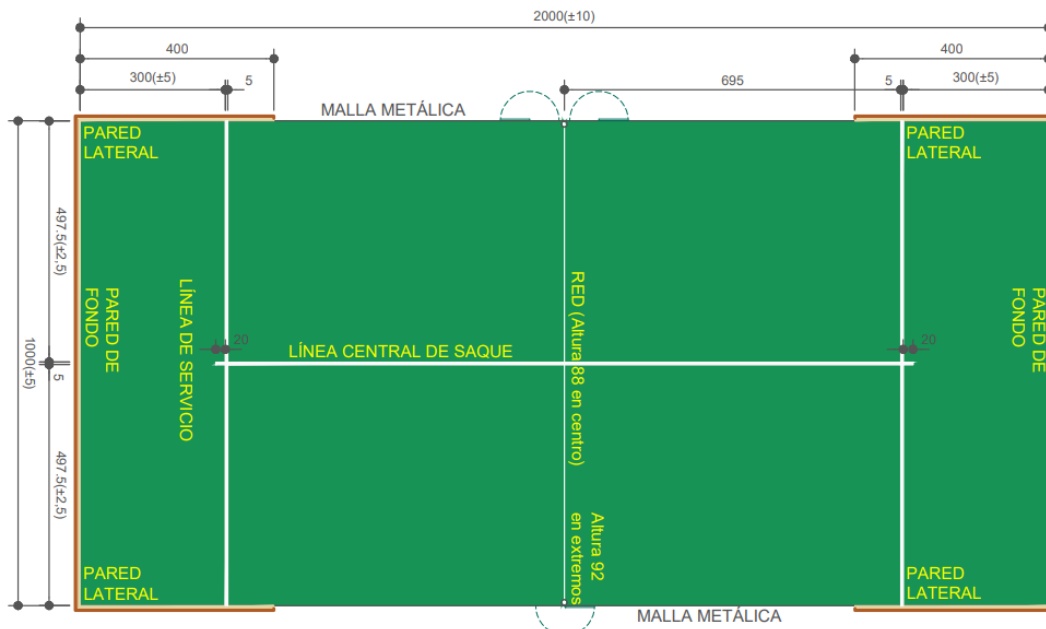 2000(±10)
400
400
300(±5)
5
695
5
300(±5)
MALLA METÁLICA
PARED
LATERAL
PARED
LATERAL
497.5(±2,5)
1000(±5)
5
497.5(±2,5)
PARED DE
FONDO
LÍNEA DE SERVICIO
20
LÍNEA CENTRAL DE SAQUE
RED (Altura 88 en centro)
Altura 92
en extremos
20
PARED DE
FONDO
PARED
LATERAL
PARED
LATERAL
MALLA METÁLICA